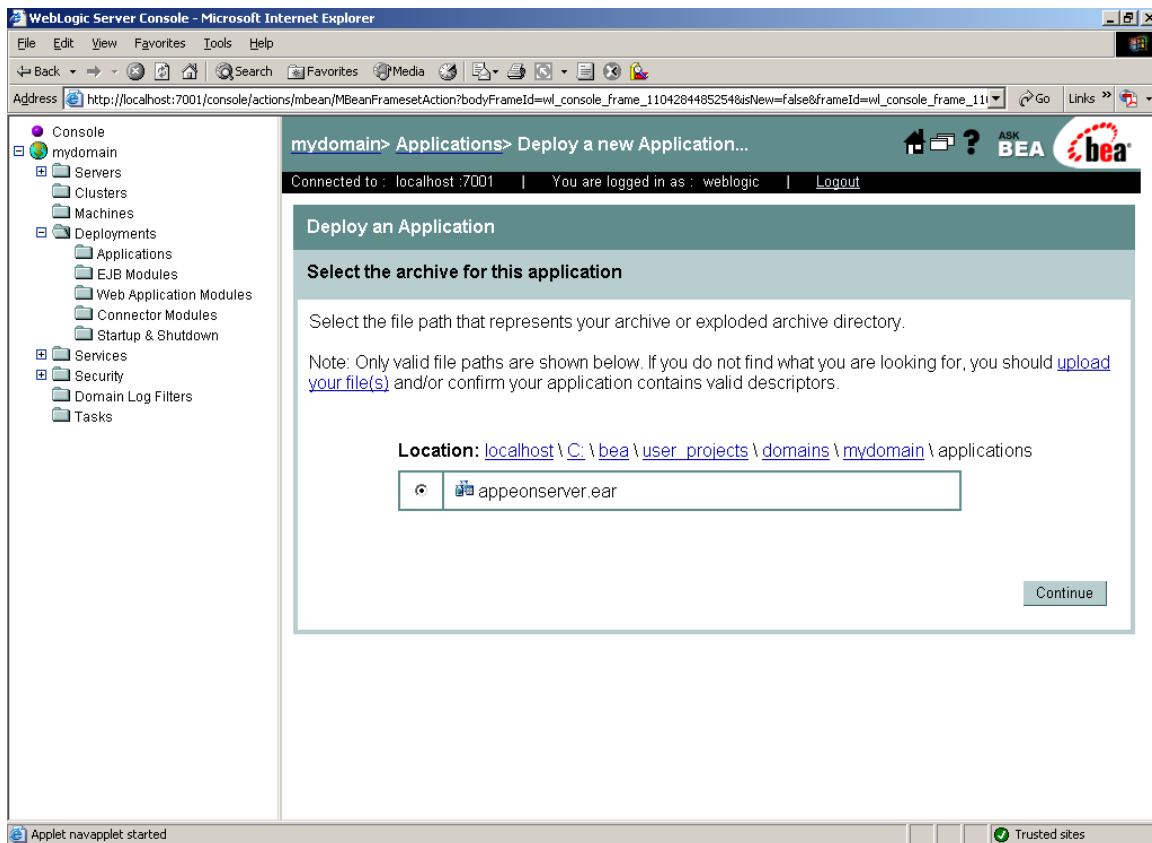 WebLogic Server Console - Microsoft Internet Explorer
File Edit View Favorites Tools Help
Back Search Favorites Media
Address http://localhost:7001/console/actions/mbean/MBeanFramesetAction?bodyFrameId=wl_console_frame_1104284485254&isNew=false&frameId=wl_console_frame_11 Go Links »
Console
mydomain
Servers
Clusters
Machines
Deployments
Applications
EJB Modules
Web Application Modules
Connector Modules
Startup & Shutdown
Services
Security
Domain Log Filters
Tasks
mydomain> Applications> Deploy a new Application...
? ASK BEA bea
Connected to : localhost :7001 | You are logged in as : weblogic | Logout
Deploy an Application
Select the archive for this application
Select the file path that represents your archive or exploded archive directory.
Note: Only valid file paths are shown below. If you do not find what you are looking for, you should upload
your file(s) and/or confirm your application contains valid descriptors.
Location: localhost \ C: \ bea \ user_projects \ domains \ mydomain \ applications
appeonserver.ear
Continue
Applet navapplet started
Trusted sites